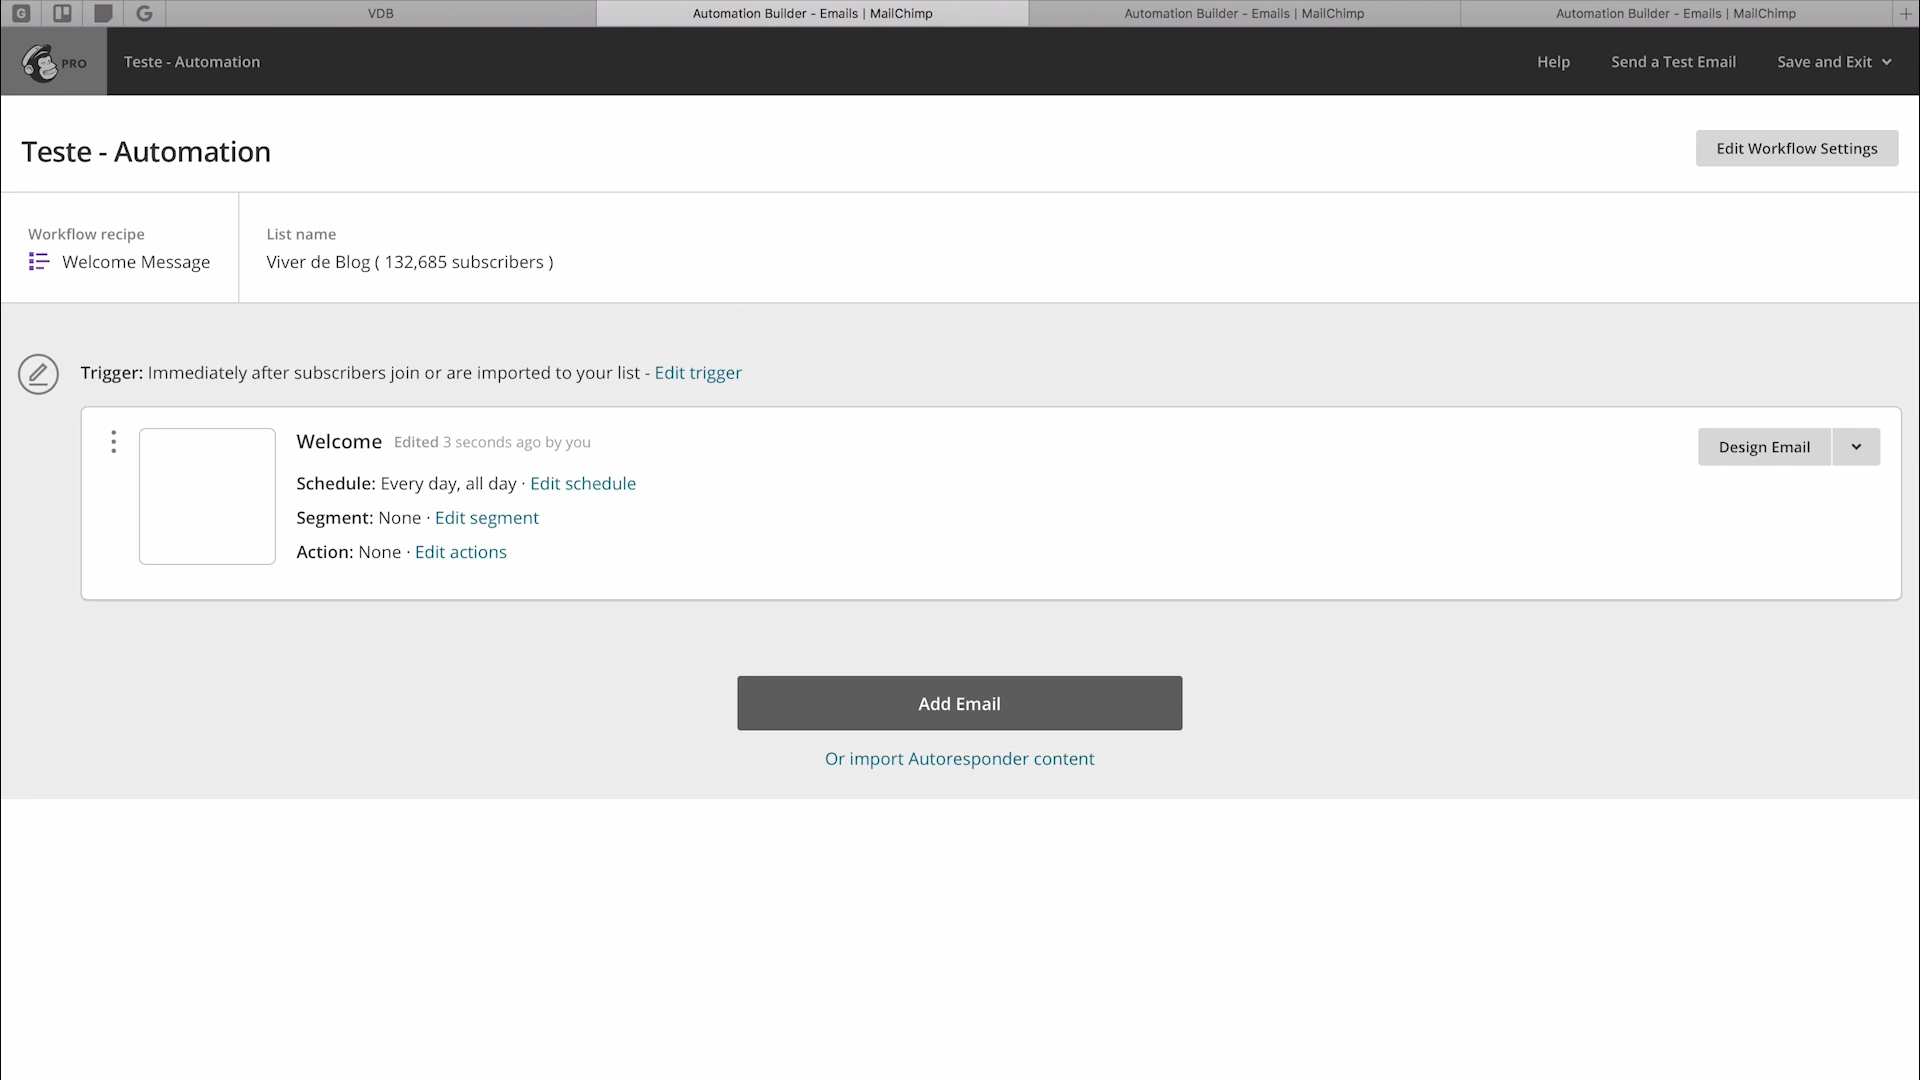 VDB
Automation Builder - Emails | MailChimp
Automation Builder - Emails | MailChimp
Automation Builder - Emails | MailChimp
PRO
Teste - Automation
Help
Send a Test Email
Save and Exit
Teste - Automation
Edit Workflow Settings
Workflow recipe
Welcome Message
List name
Viver de Blog ( 132,685 subscribers )
Trigger: Immediately after subscribers join or are imported to your list - Edit trigger
Welcome Edited 3 seconds ago by you
Schedule: Every day, all day · Edit schedule
Segment: None · Edit segment
Action: None · Edit actions
Design Email
Add Email
Or import Autoresponder content